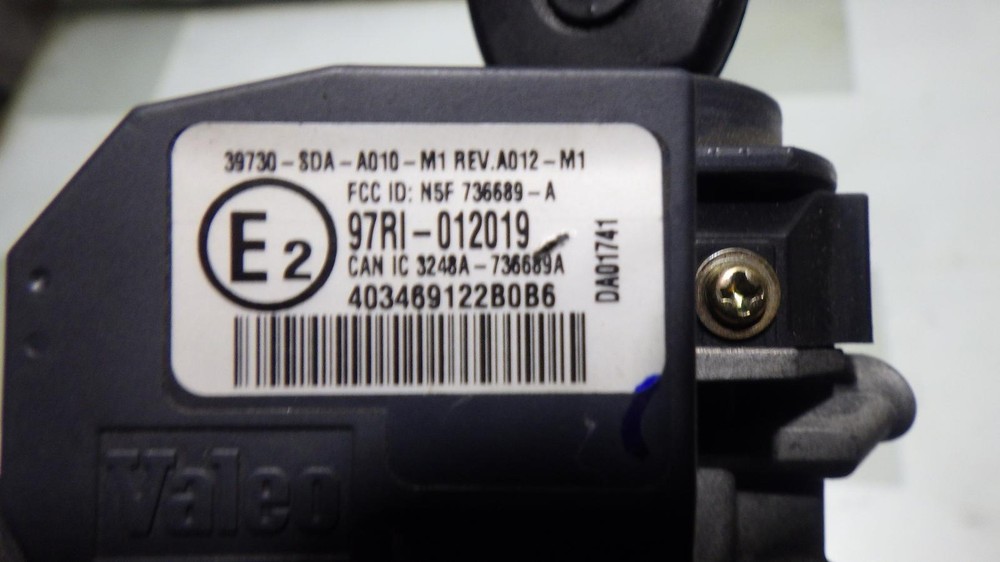 39730-SDA-A010-M1 REV.A012-M1
FCC ID: N5F 736689-A
E2
97RI-012019
CAN IC 3248A-736689A
403469122B0B6
DA01741
Valeo